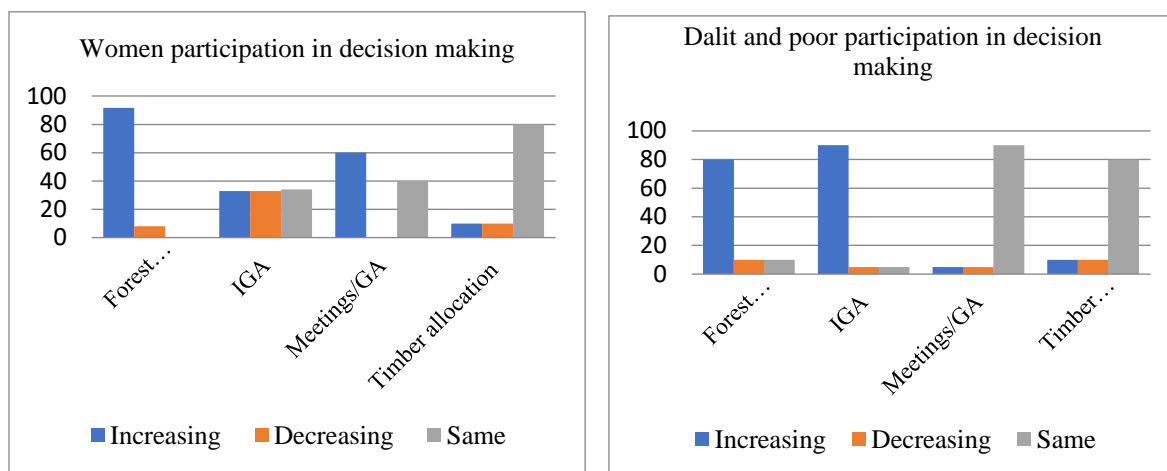 Women participation in decision making
100
80
60
40
20
0
Forest…
IGA
Meetings/GA
Timber allocation
Increasing Decreasing Same
Dalit and poor participation in decision
making
100
80
60
40
20
0
Forest…
IGA
Meetings/GA
Timber…
Increasing Decreasing Same